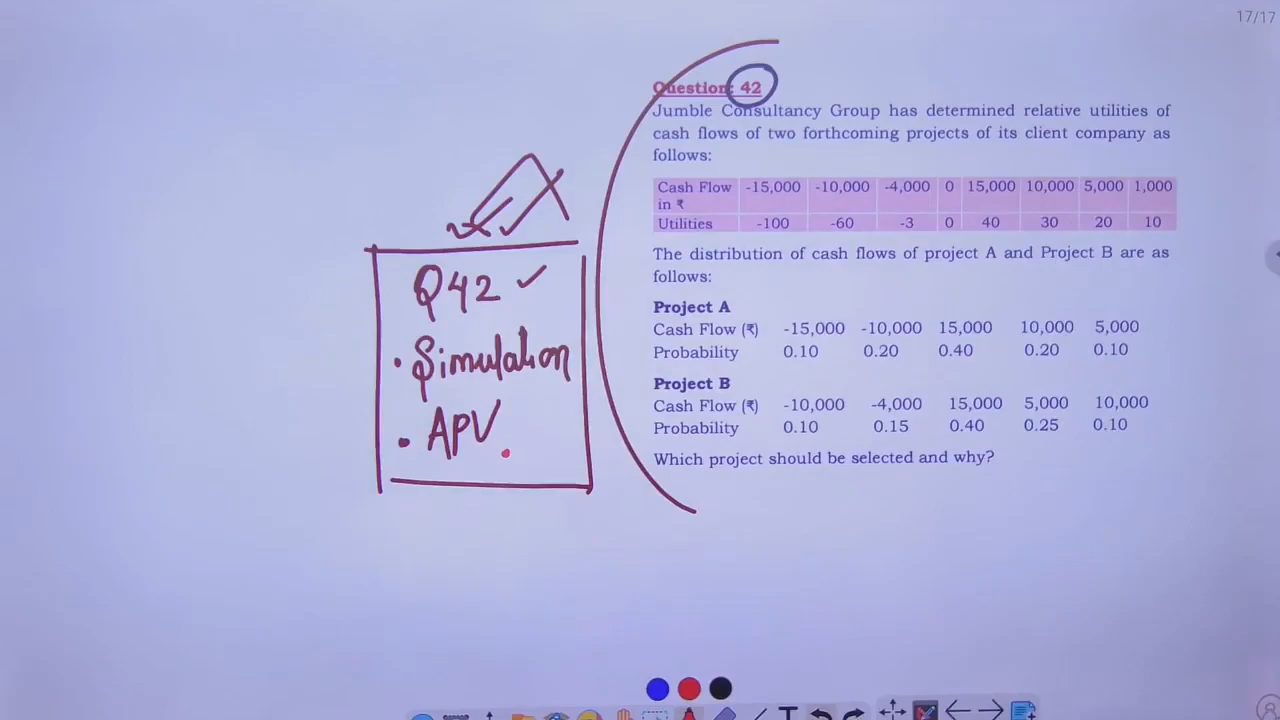 17/17
Question: 42
Jumble Consultancy Group has determined relative utilities of
cash flows of two forthcoming projects of its client company as
follows:
Cash Flow in ₹ -15,000 -10,000 -4,000 0 15,000 10,000 5,000 1,000
Utilities -100 -60 -3 0 40 30 20 10
The distribution of cash flows of project A and Project B are as
follows:
Project A
Cash Flow (₹) -15,000 -10,000 15,000 10,000 5,000
Probability 0.10 0.20 0.40 0.20 0.10
Project B
Cash Flow (₹) -10,000 -4,000 15,000 5,000 10,000
Probability 0.10 0.15 0.40 0.25 0.10
Which project should be selected and why?
Q42 ✓
• Simulation
• APV